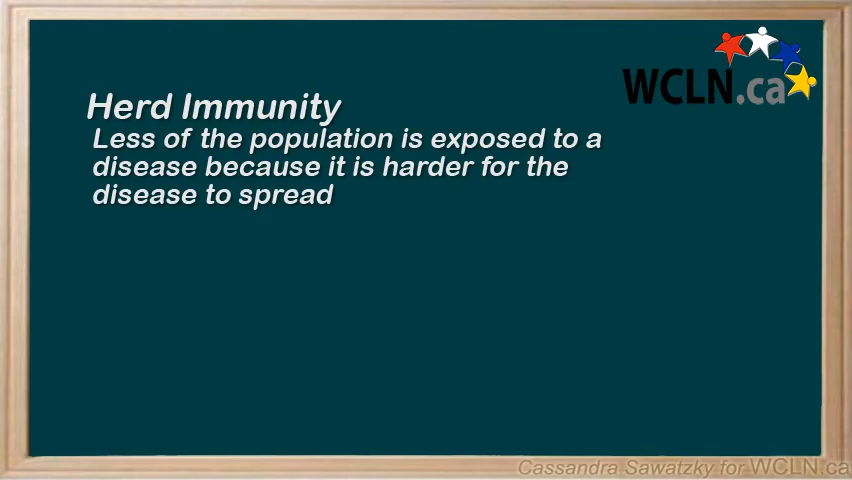 WCLN.ca
Herd Immunity
Less of the population is exposed to a
disease because it is harder for the
disease to spread
Cassandra Sawatzky for WCLN.ca